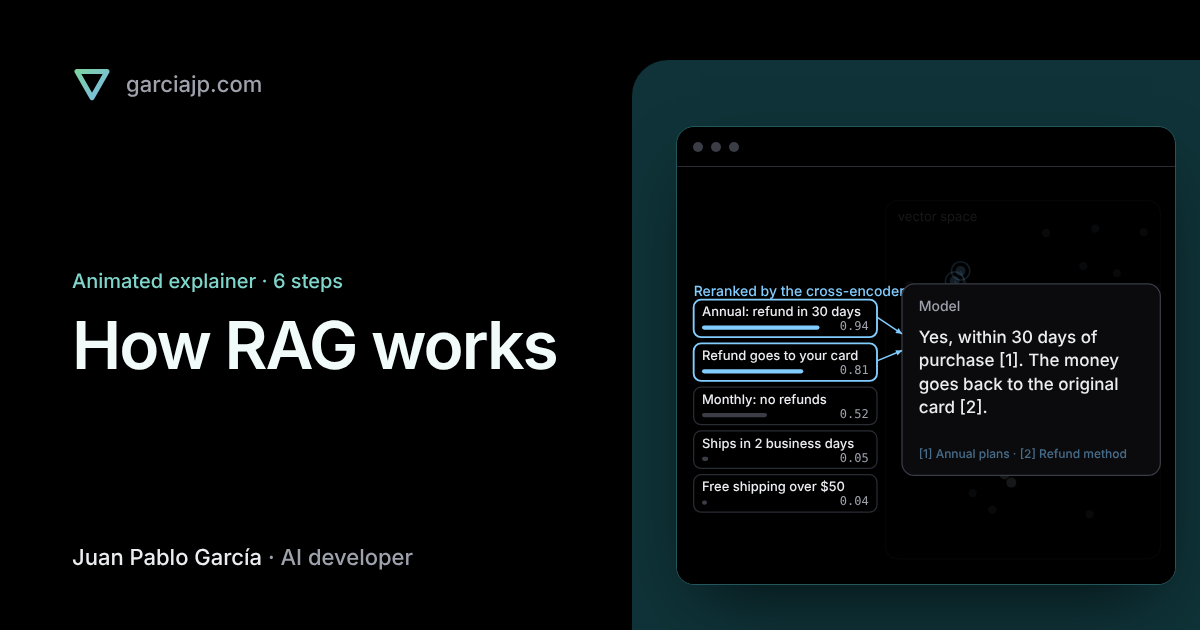 garciajp.com
Animated explainer · 6 steps
How RAG works
Juan Pablo García · AI developer
vector space
Reranked by the cross-encoder
Annual: refund in 30 days
0.94
Refund goes to your card
0.81
Monthly: no refunds
0.52
Ships in 2 business days
0.05
Free shipping over $50
0.04
Model
Yes, within 30 days of
purchase [1]. The money
goes back to the original
card [2].
[1] Annual plans · [2] Refund method